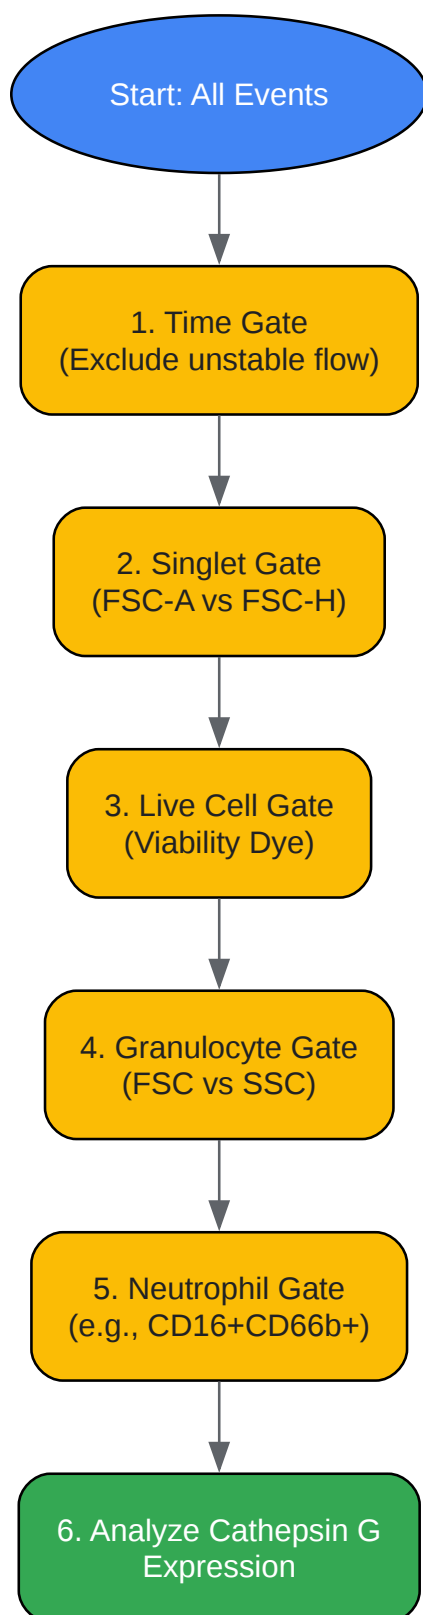 Start: All Events
1. Time Gate
(Exclude unstable flow)
2. Singlet Gate
(FSC-A vs FSC-H)
3. Live Cell Gate
(Viability Dye)
4. Granulocyte Gate
(FSC vs SSC)
5. Neutrophil Gate
(e.g., CD16+CD66b+)
6. Analyze Cathepsin G
Expression